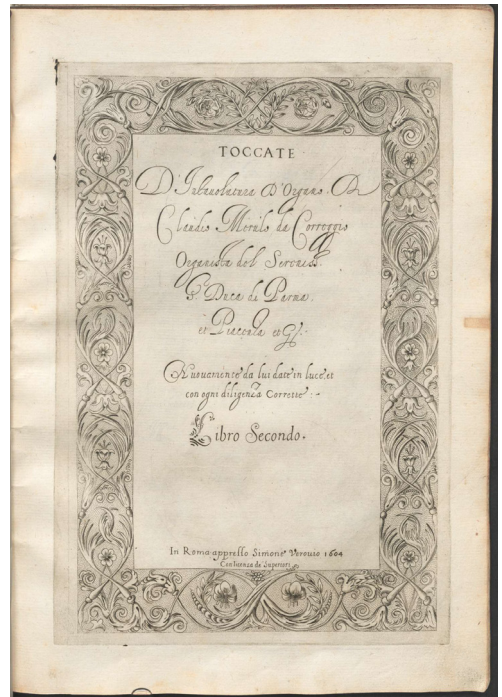 TOCCATE
D'Intavolatura D'Organo. Di
Claudio Merulo da Correggio
Organista del Sereniss.
S. Duca di Parma.
et Piacenza et G.
Nuovamente da lui date in luce, et
con ogni diligenza Corrette:
Libro Secondo.
In Roma appresso Simone Verovio 1604
Con licenza de Superiori